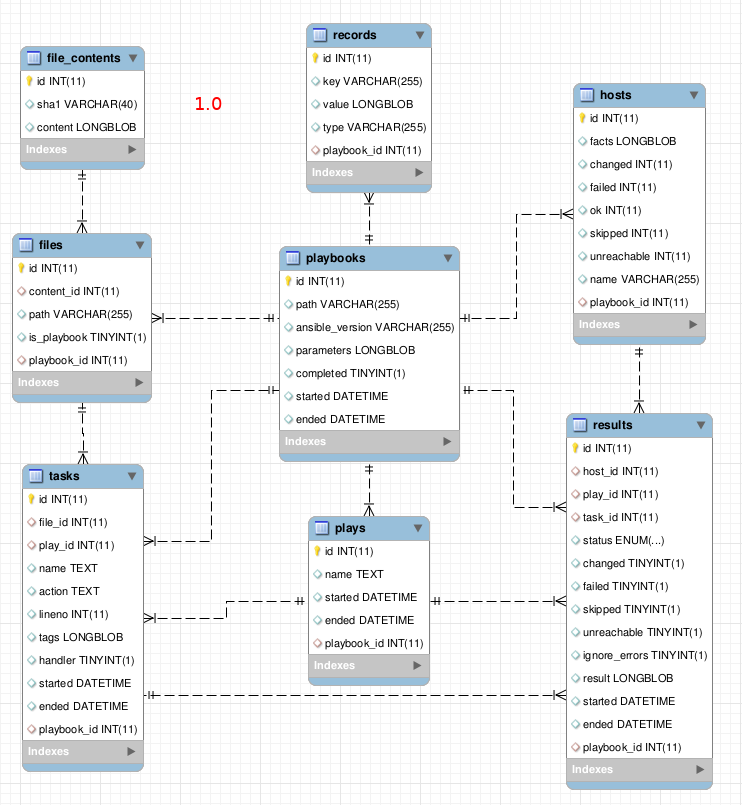 file_contents
id INT(11)
sha1 VARCHAR(40)
content LONGBLOB
Indexes
1.0
records
id INT(11)
key VARCHAR(255)
value LONGBLOB
type VARCHAR(255)
playbook_id INT(11)
Indexes
hosts
id INT(11)
facts LONGBLOB
changed INT(11)
failed INT(11)
ok INT(11)
skipped INT(11)
unreachable INT(11)
name VARCHAR(255)
playbook_id INT(11)
Indexes
files
id INT(11)
content_id INT(11)
path VARCHAR(255)
is_playbook TINYINT(1)
playbook_id INT(11)
Indexes
playbooks
id INT(11)
path VARCHAR(255)
ansible_version VARCHAR(255)
parameters LONGBLOB
completed TINYINT(1)
started DATETIME
ended DATETIME
Indexes
tasks
id INT(11)
file_id INT(11)
play_id INT(11)
name TEXT
action TEXT
lineno INT(11)
tags LONGBLOB
handler TINYINT(1)
started DATETIME
ended DATETIME
playbook_id INT(11)
Indexes
plays
id INT(11)
name TEXT
started DATETIME
ended DATETIME
playbook_id INT(11)
Indexes
results
id INT(11)
host_id INT(11)
play_id INT(11)
task_id INT(11)
status ENUM(...)
changed TINYINT(1)
failed TINYINT(1)
skipped TINYINT(1)
unreachable TINYINT(1)
ignore_errors TINYINT(1)
result LONGBLOB
started DATETIME
ended DATETIME
playbook_id INT(11)
Indexes